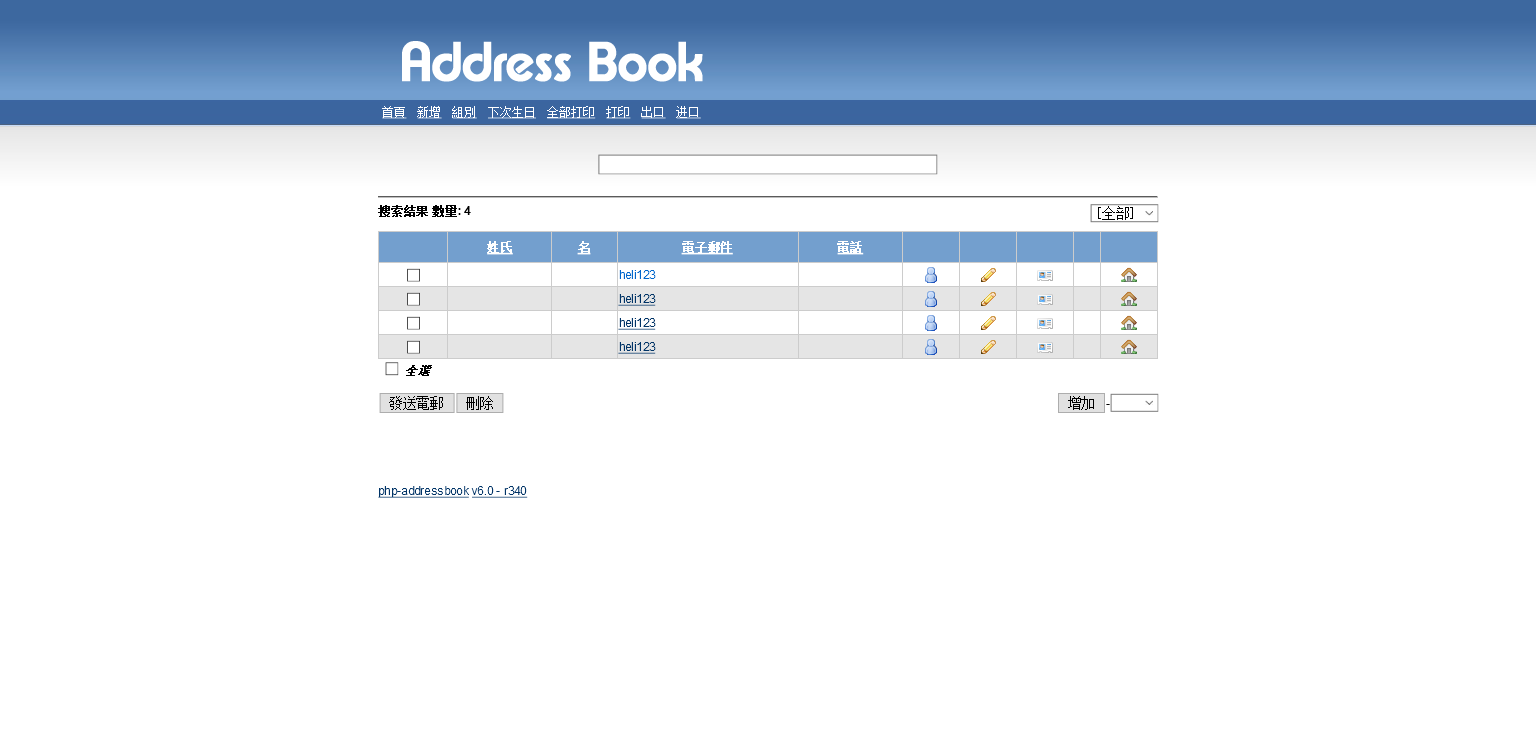 Address Book
首頁 新增 組別 下次生日 全部打印 打印 出口 进口
搜索结果 數量: 4
[全部]
姓氏 名 電子郵件 電話
heli123
heli123
heli123
heli123
全選
發送電郵 刪除
增加 -
php-addressbook v6.0 - r340